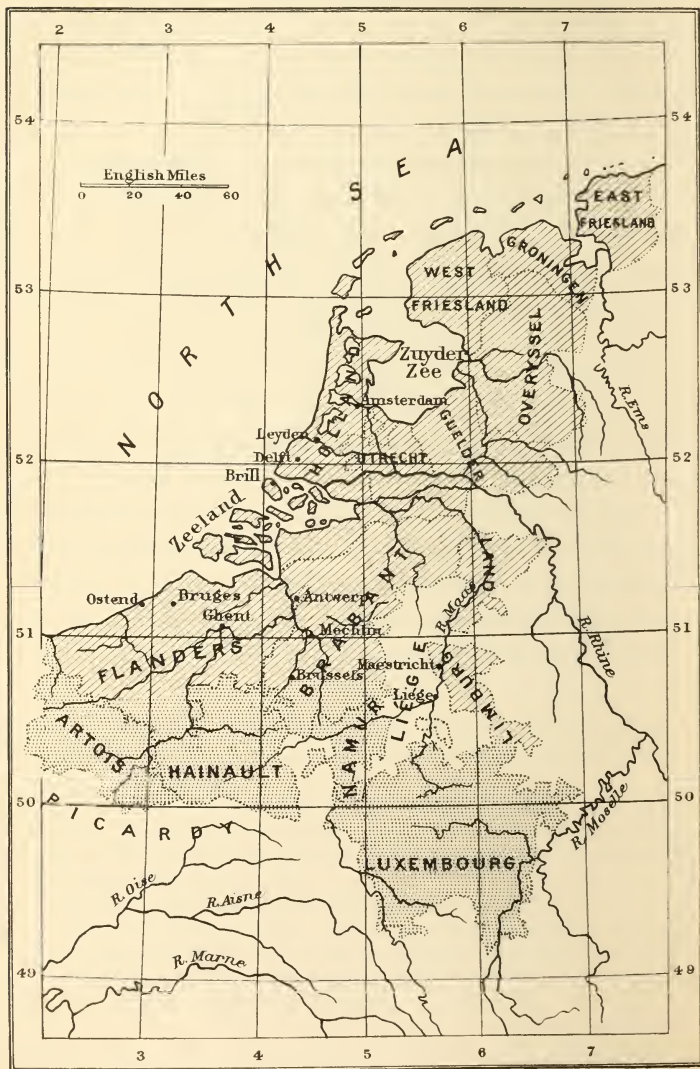 2 3 4 5 6 7
54 54
NORTH SEA
English Miles
0 20 40 60
EAST
FRIESLAND
GRONINGEN
WEST
FRIESLAND
53 53
Zuyder
Zee
OVERYSSEL
HOLLAND
Amsterdam
GUELDERLAND
R. Ems
Leyden
Delft
UTRECHT
52 52
Brill
Zeeland
Ostend
Bruges
Antwerp
R. Maas
Ghent
51 51
Mechlin
BRABANT
R. Rhine
FLANDERS
Maestricht
Brussels
LIEGE
LIMBURG
Liege
ARTOIS
NAMUR
HAINAULT
50 50
PICARDY
R. Moselle
LUXEMBOURG
R. Oise
R. Aisne
R. Marne
49 49
3 4 5 6 7